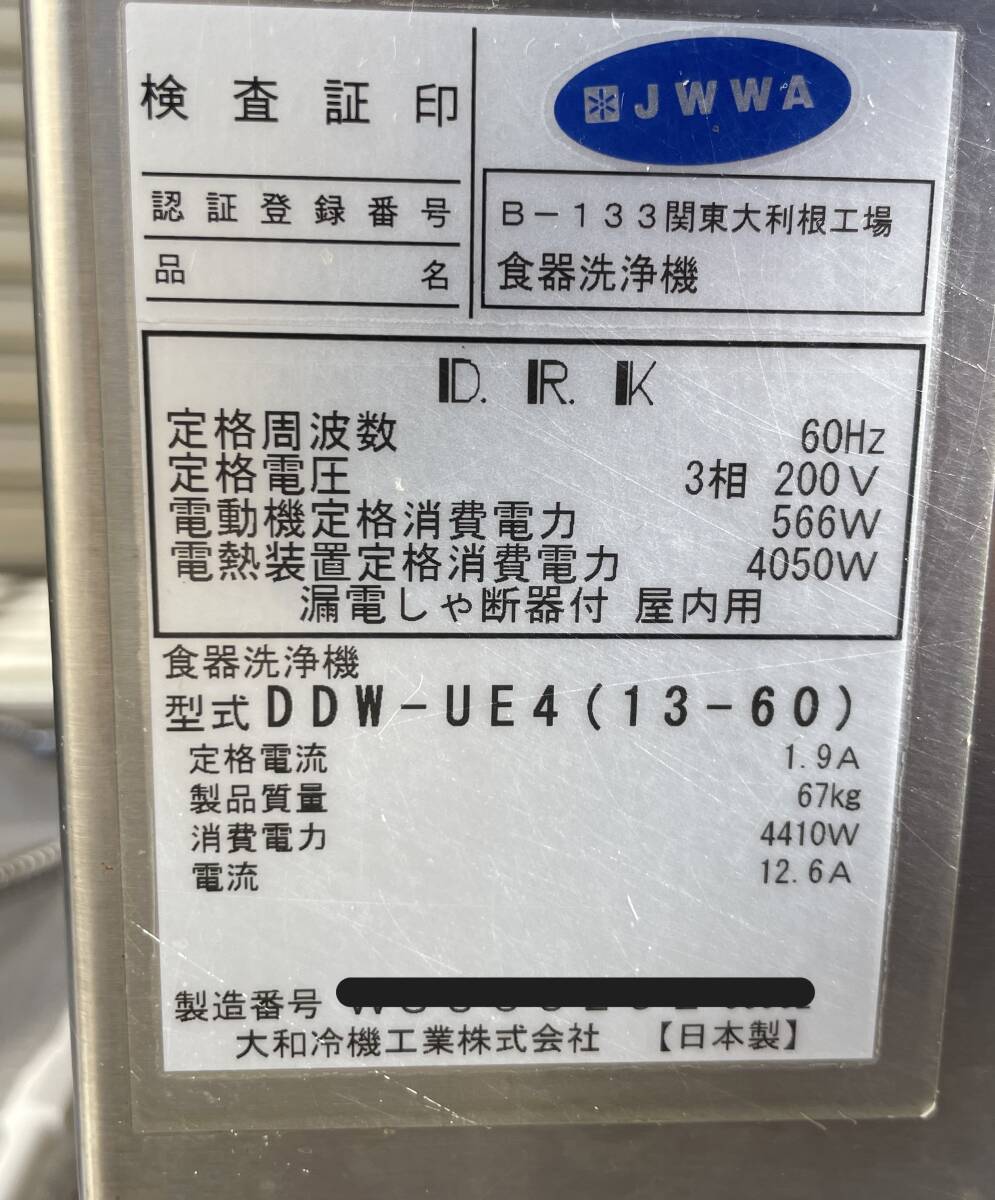 検査証印
JWWA
認証登録番号
B-133関東大利根工場
品名
食器洗浄機
D.R.K
定格周波数 60Hz
定格電圧 3相 200V
電動機定格消費電力 566W
電熱装置定格消費電力 4050W
漏電しゃ断器付 屋内用
食器洗浄機
型式 DDW-UE4(13-60)
定格電流 1.9A
製品質量 67kg
消費電力 4410W
電流 12.6A
製造番号
大和冷機工業株式会社 【日本製】